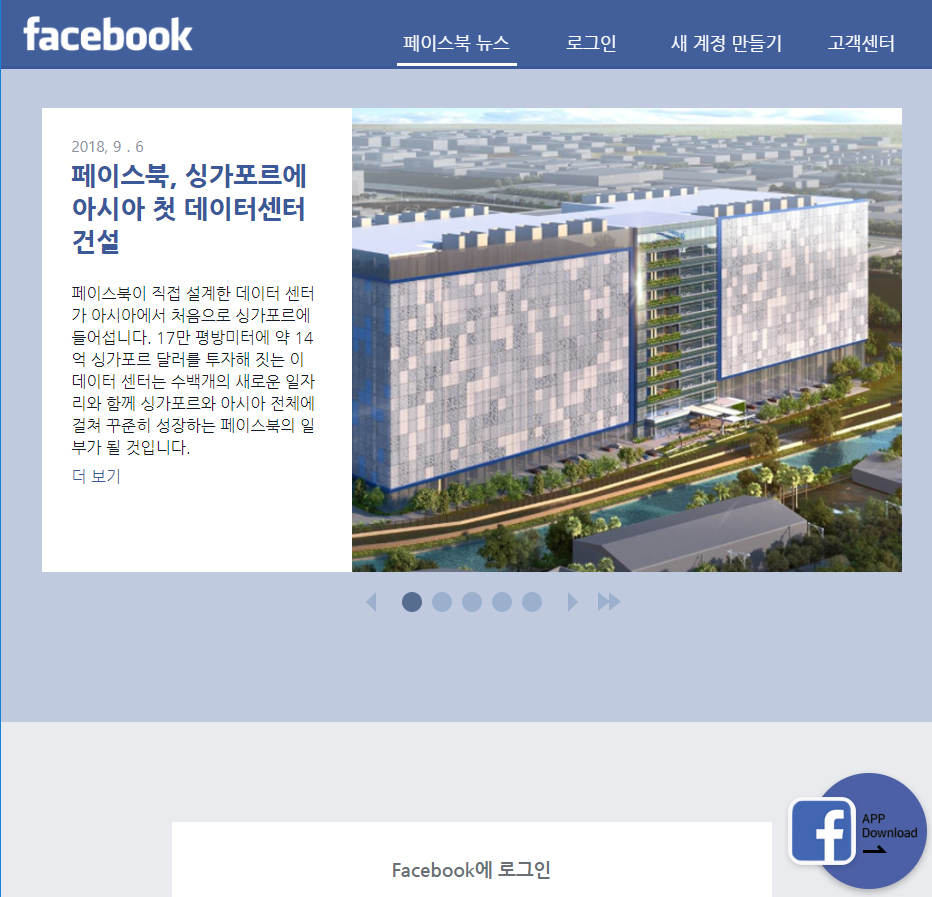 facebook
페이스북 뉴스 로그인 새 계정 만들기 고객센터
2018, 9 . 6
페이스북, 싱가포르에
아시아 첫 데이터센터
건설
페이스북이 직접 설계한 데이터 센터
가 아시아에서 처음으로 싱가포르에
들어섭니다. 17만 평방미터에 약 14
억 싱가포르 달러를 투자해 짓는 이
데이터 센터는 수백개의 새로운 일자
리와 함께 싱가포르와 아시아 전체에
걸쳐 꾸준히 성장하는 페이스북의 일
부가 될 것입니다.
더 보기
APP
Download
Facebook에 로그인